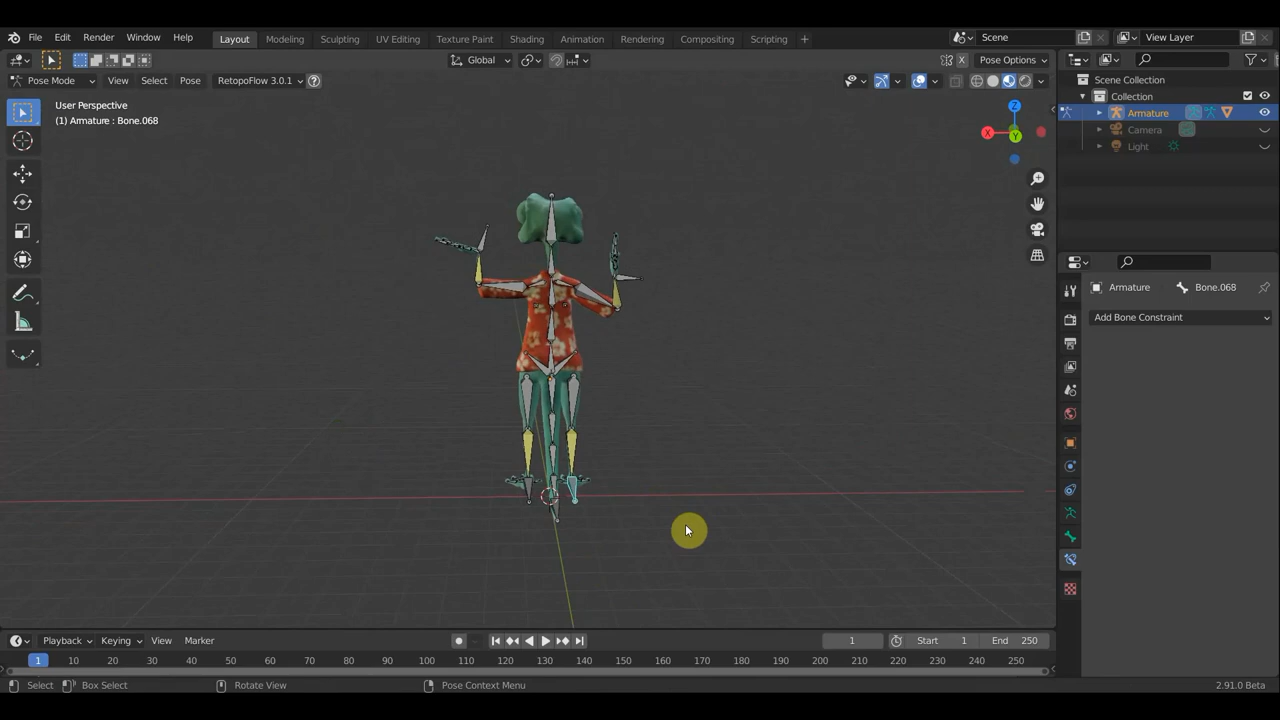 File Edit Render Window Help Layout Modeling Sculpting UV Editing Texture Paint Shading Animation Rendering Compositing Scripting + Scene View Layer
Global Pose Options
Pose Mode View Select Pose RetopoFlow 3.0.1 ?
User Perspective
(1) Armature : Bone.068
Z
X
Y
Scene Collection
Collection
Armature
Camera
Light
Armature Bone.068
Add Bone Constraint
Playback Keying View Marker 1 Start 1 End 250
1 10 20 30 40 50 60 70 80 90 100 110 120 130 140 150 160 170 180 190 200 210 220 230 240 250
Select Box Select Rotate View Pose Context Menu 2.91.0 Beta